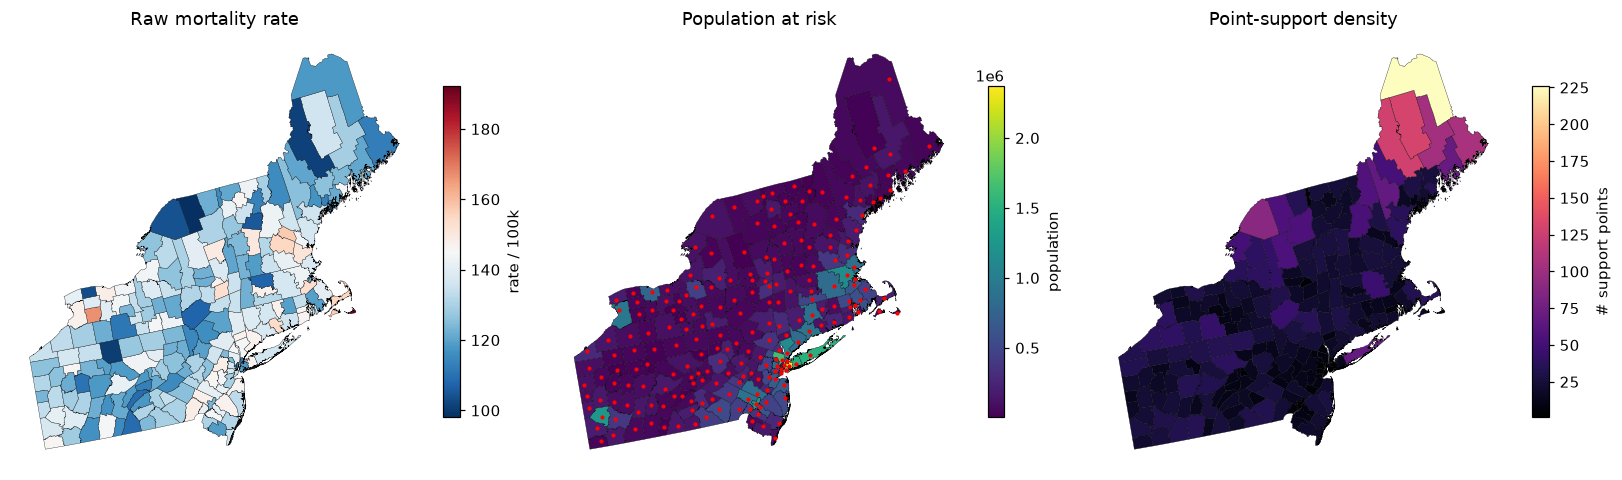 Raw mortality rate
180
160
140
120
100
rate / 100k
Population at risk
1e6
2.0
1.5
1.0
0.5
population
Point-support density
225
200
175
150
125
100
75
50
25
# support points